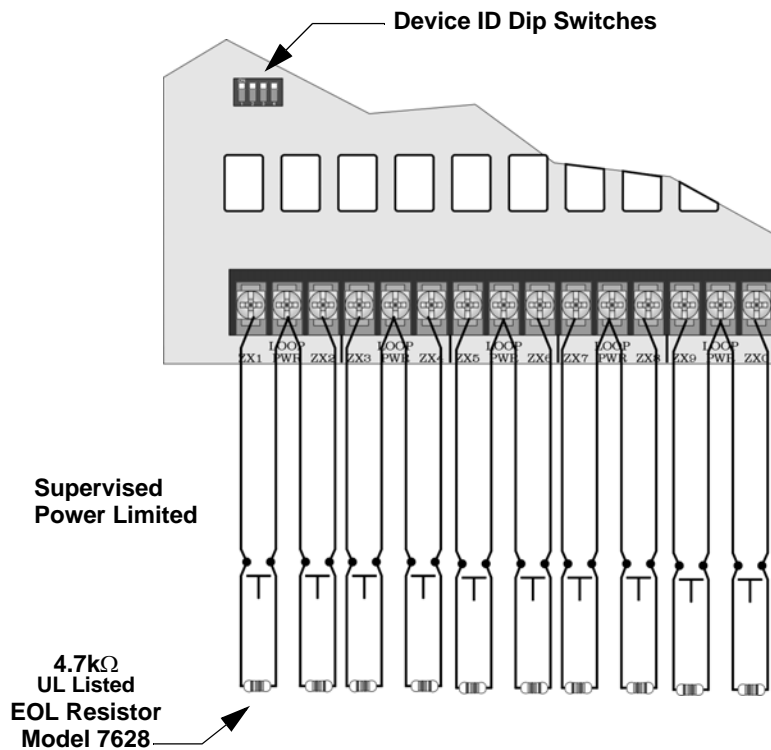 Device ID Dip Switches
LOOP LOOP LOOP LOOP LOOP
ZX1 PWR ZX2 ZX3 PWR ZX4 ZX5 PWR ZX6 ZX7 PWR ZX8 ZX9 PWR ZX0
Supervised
Power Limited
4.7kΩ
UL Listed
EOL Resistor
Model 7628